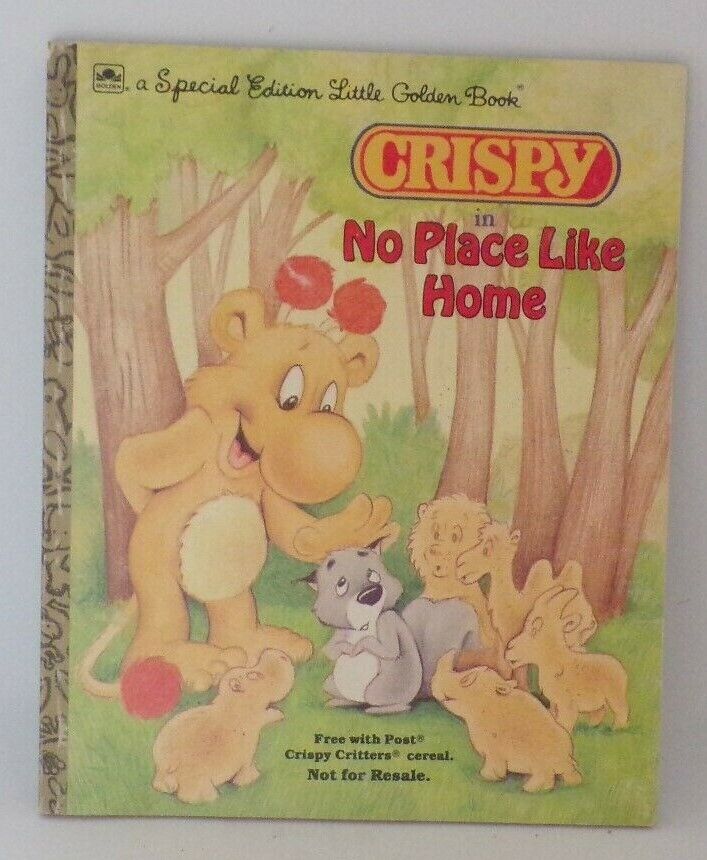 GOLDEN
a Special Edition Little Golden Book®
CRISPY
in
No Place Like
Home
Free with Post®
Crispy Critters® cereal.
Not for Resale.